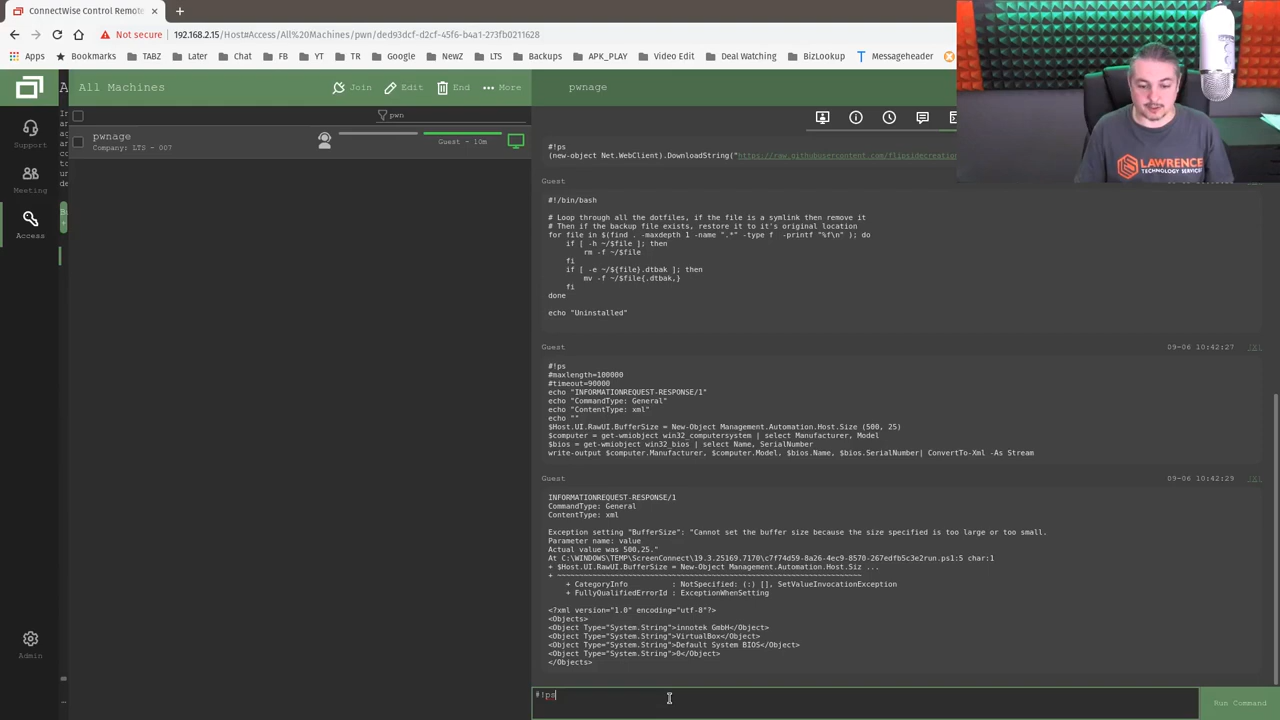 Connectwise Control Remote
Not secure 192.168.2.15/Host#Access/All%20Machines/pwn/ded93dcf-d2cf-45f6-b4a1-273fb0211628
Apps Bookmarks TABZ Later Chat FB YT TR Google NewZ LTS Backups APK_PLAY Video Edit Deal Watching BizLookup Messageheader
All Machines
Join Edit End More
pwnage
pwn
pwnage
Company: LTS - 007
Guest - 10m
Support
Meeting
Access
Admin
#!ps
(new-object Net.WebClient).DownloadString("https://raw.githubusercontent.com/flipsidecreation
Guest
#!/bin/bash
# Loop through all the dotfiles, if the file is a symlink then remove it
# Then if the backup file exists, restore it to it's original location
for file in $(find . -maxdepth 1 -name ".*" -type f -printf "%f\n" ); do
if [ -h ~/$file ]; then
rm -f ~/$file
fi
if [ -e ~/${file}.dtbak ]; then
mv -f ~/$file{.dtbak,}
fi
done
echo "Uninstalled"
Guest 09-06 10:42:27 [X]
#!ps
#maxlength=100000
#timeout=90000
echo "INFORMATIONREQUEST-RESPONSE/1"
echo "CommandType: General"
echo "ContentType: xml"
echo ""
$Host.UI.RawUI.BufferSize = New-Object Management.Automation.Host.Size (500, 25)
$computer = get-wmiobject win32_computersystem | select Manufacturer, Model
$bios = get-wmiobject win32_bios | select Name, SerialNumber
write-output $computer.Manufacturer, $computer.Model, $bios.Name, $bios.SerialNumber| ConvertTo-Xml -As Stream
Guest 09-06 10:42:29 [X]
INFORMATIONREQUEST-RESPONSE/1
CommandType: General
ContentType: xml
Exception setting "BufferSize": "Cannot set the buffer size because the size specified is too large or too small.
Parameter name: value
Actual value was 500,25."
At C:\WINDOWS\TEMP\ScreenConnect\19.3.25169.7170\c7f74d59-8a26-4ec9-8570-267edfb5c3e2run.ps1:5 char:1
+ $Host.UI.RawUI.BufferSize = New-Object Management.Automation.Host.Siz ...
+ ~~~~~~~~~~~~~~~~~~~~~~~~~~~~~~~~~~~~~~~~~~~~~~~~~~~~~~~~~~~~~~~~~~~~~
+ CategoryInfo : NotSpecified: (:) [], SetValueInvocationException
+ FullyQualifiedErrorId : ExceptionWhenSetting
<?xml version="1.0" encoding="utf-8"?>
<Objects>
<Object Type="System.String">innotek GmbH</Object>
<Object Type="System.String">VirtualBox</Object>
<Object Type="System.String">Default System BIOS</Object>
<Object Type="System.String">0</Object>
</Objects>
#!ps
Run Command
LAWRENCE
TECHNOLOGY SERVICES